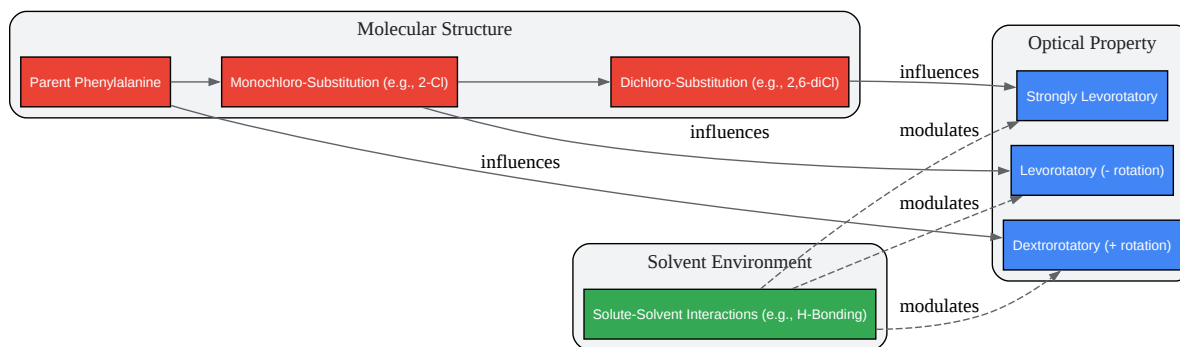 Molecular Structure
Optical Property
Parent Phenylalanine
Monochloro-Substitution (e.g., 2-Cl)
Dichloro-Substitution (e.g., 2,6-diCl)
influences
Strongly Levorotatory
influences
modulates
influences
Levorotatory (- rotation)
modulates
Dextrorotatory (+ rotation)
Solvent Environment
Solute-Solvent Interactions (e.g., H-Bonding)
modulates